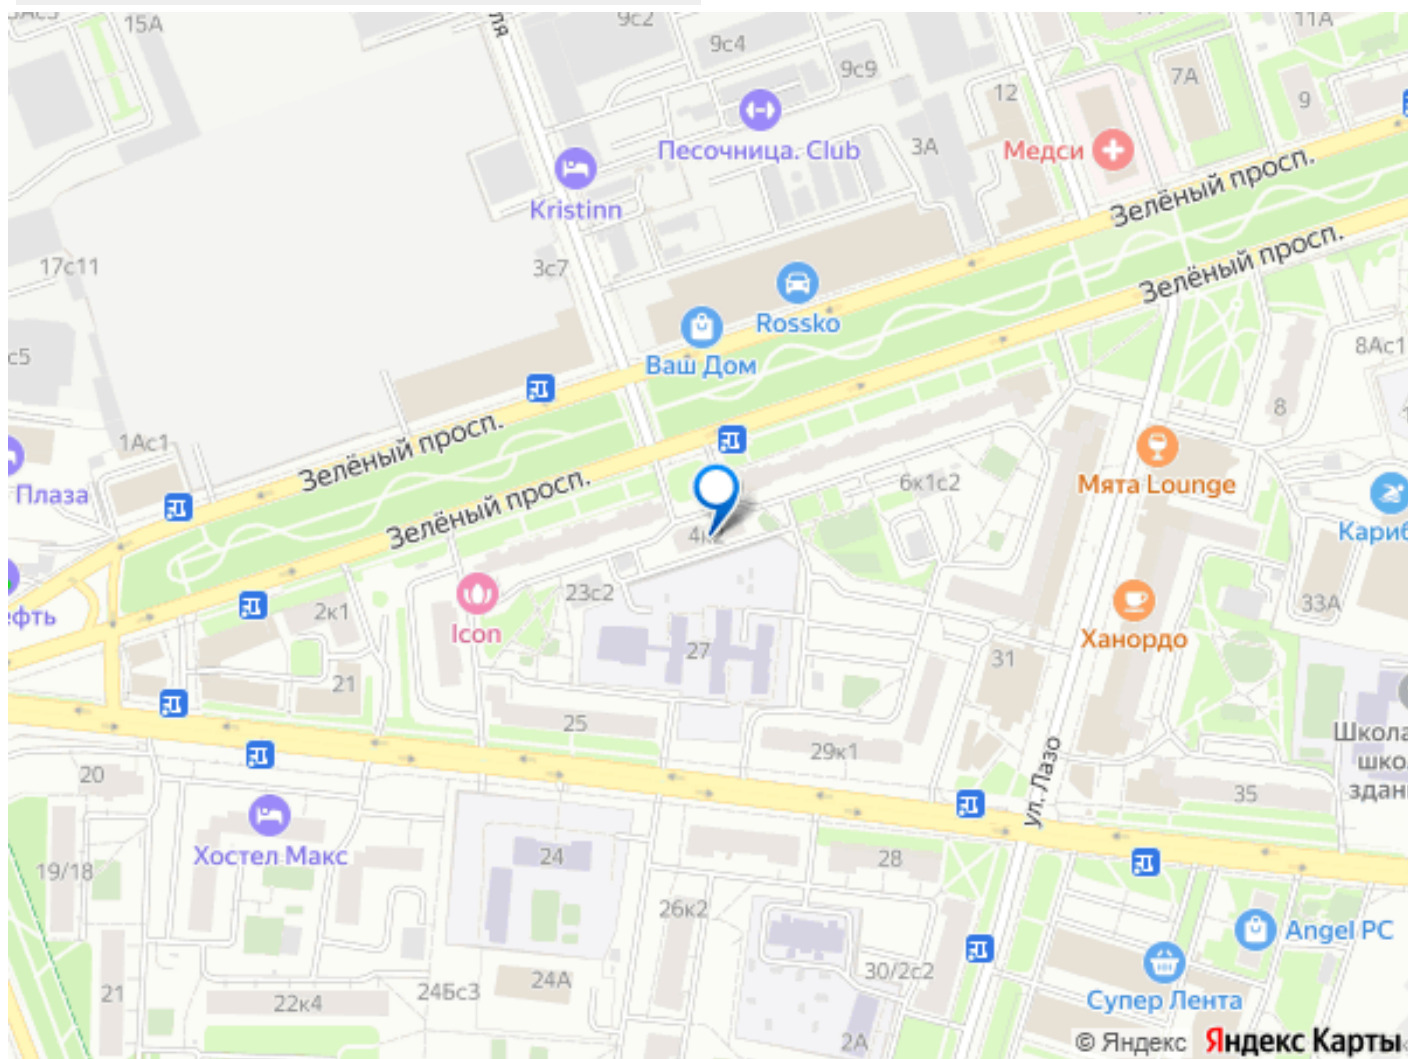 15А
9с2
11А
9с4
9с9
7А
12
9
Песочница. Club
3А
Медси
Kristinn
Зелёный просп.
17с11
3с7
Зелёный просп.
Rossko
Ваш Дом
с5
8Ас1
8
1Ас1
Зелёный просп.
Плаза
Зелёный просп.
6к1с2
Мята Lounge
23с2
2к1
Icon
27
31
33А
Ханордо
21
25
29к1
ул. Лазо
20
35
Хостел Макс
24
28
19/18
26к2
Angel PC
24А
30/2с2
21
22к4
24Бс3
Супер Лента
2А
© Яндекс Яндекс Карты